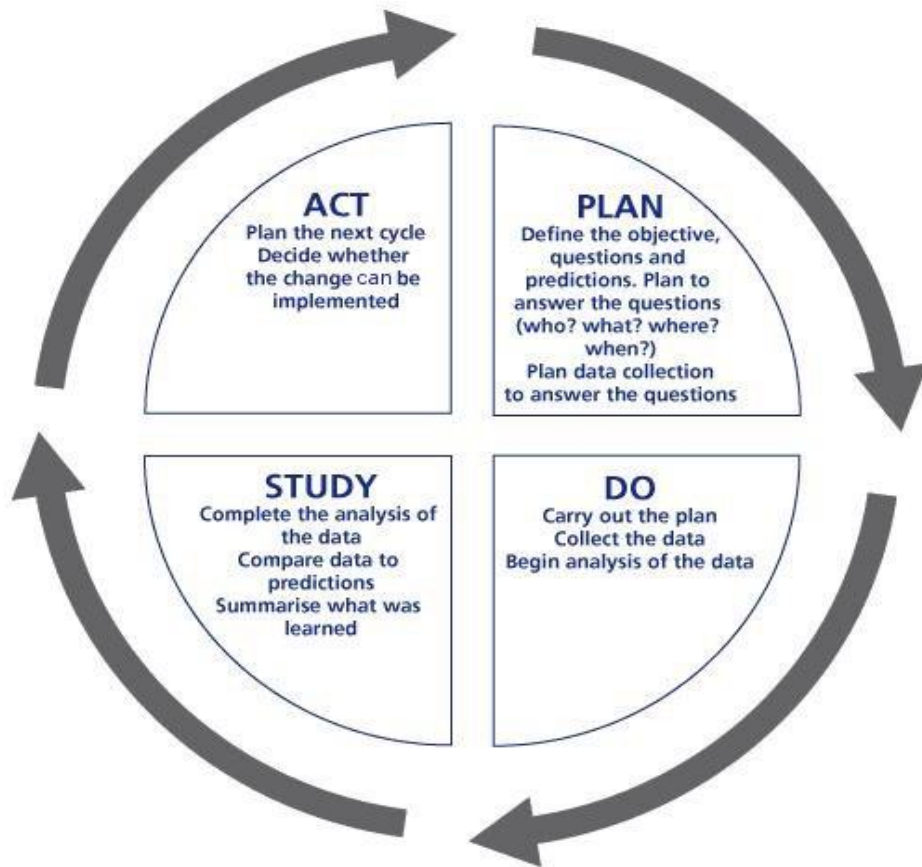 ACT
Plan the next cycle
Decide whether
the change can be
implemented
PLAN
Define the objective,
questions and
predictions. Plan to
answer the questions
(who? what? where?
when?)
Plan data collection
to answer the questions
STUDY
Complete the analysis of
the data
Compare data to
predictions
Summarise what was
learned
DO
Carry out the plan
Collect the data
Begin analysis of the data